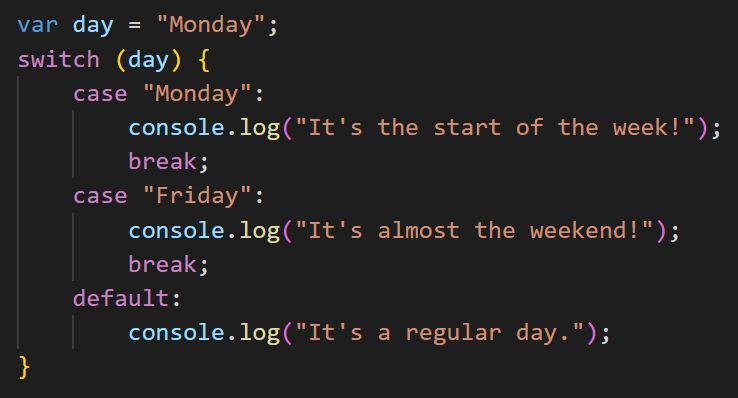 var day = "Monday";
switch (day) {
    case "Monday":
        console.log("It's the start of the week!");
        break;
    case "Friday":
        console.log("It's almost the weekend!");
        break;
    default:
        console.log("It's a regular day.");
}